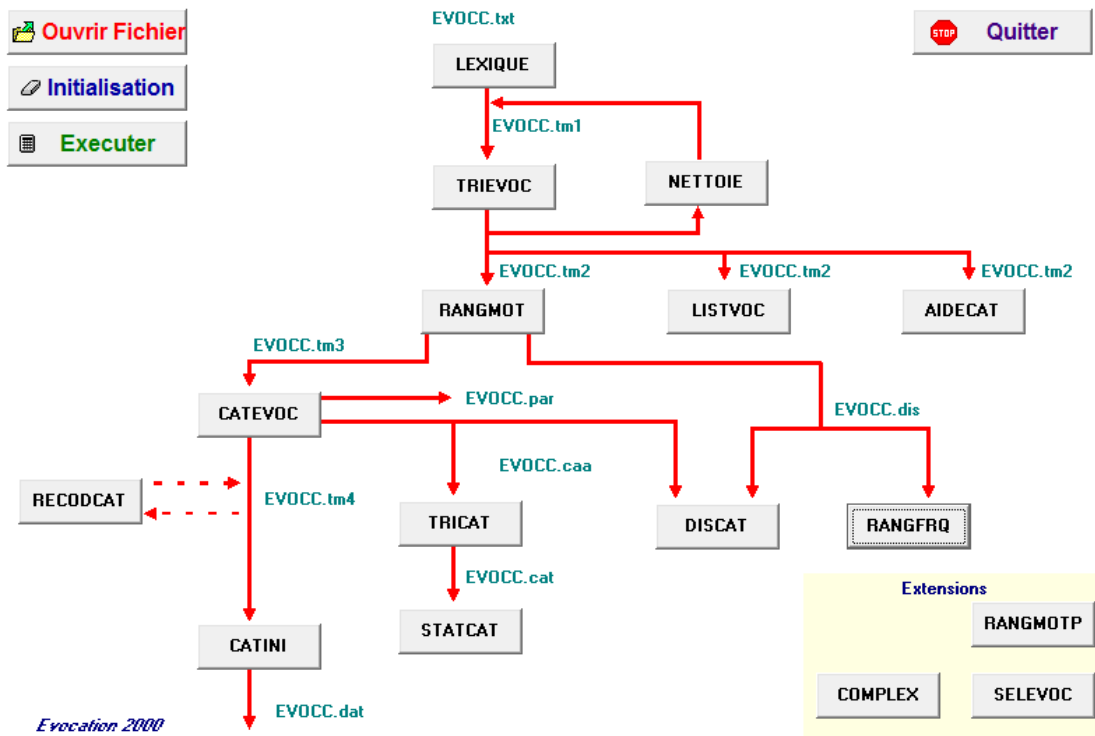 Ouvrir Fichier
EVOCC.txt
Quitter
STOP
LEXIQUE
Initialisation
EVOCC.tm1
Executer
TRIEVOC
NETTOIE
EVOCC.tm2
EVOCC.tm2
EVOCC.tm2
RANGMOT
LISTVOC
AIDECAT
EVOCC.tm3
CATEVOC
EVOCC.par
EVOCC.dis
EVOCC.caa
RECODCAT
EVOCC.tm4
TRICAT
DISCAT
RANGFRQ
EVOCC.cat
Extensions
STATCAT
RANGMOTP
CATINI
COMPLEX
SELEVOC
EVOCC.dat
Evocation 2000